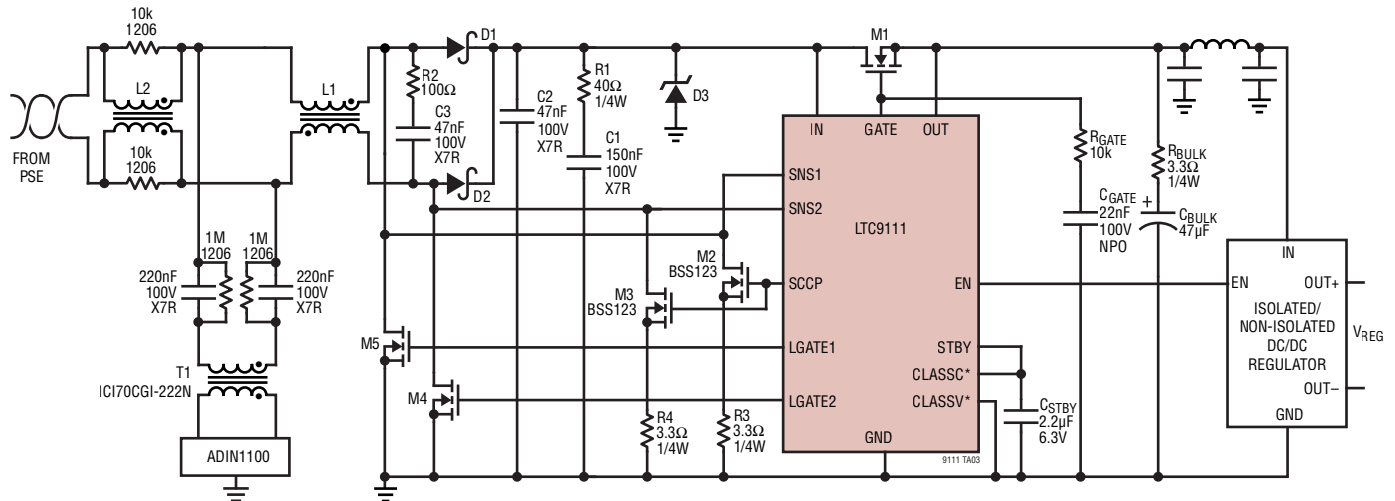 10k
1206
L2
FROM
PSE
10k
1206
L1
R2
100Ω
C3
47nF
100V
X7R
D1
D2
C2
47nF
100V
X7R
R1
40Ω
1/4W
C1
150nF
100V
X7R
D3
M1
IN
GATE
OUT
SNS1
SNS2
LTC9111
SCCP
EN
LGATE1
LGATE2
STBY
CLASSC*
CLASSV*
GND
9111 TA03
RGATE
10k
CGATE
22nF
100V
NPO
RBULK
3.3Ω
1/4W
+
CBULK
47µF
CSTBY
2.2µF
6.3V
IN
EN
OUT+
ISOLATED/
NON-ISOLATED
DC/DC
REGULATOR
OUT–
GND
VREG
1M
1206
1M
1206
220nF
100V
X7R
220nF
100V
X7R
T1
ICI70CGI-222N
ADIN1100
M2
BSS123
M3
BSS123
M5
M4
R4
3.3Ω
1/4W
R3
3.3Ω
1/4W